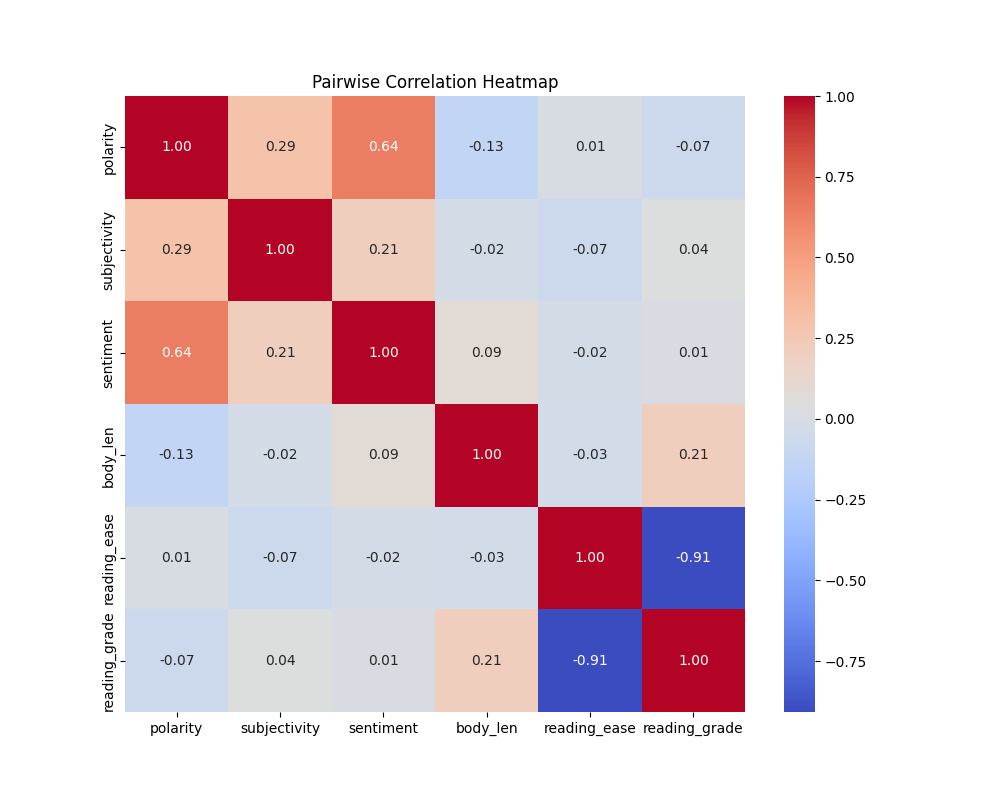 Pairwise Correlation Heatmap
polarity 1.00 0.29 0.64 -0.13 0.01 -0.07
subjectivity 0.29 1.00 0.21 -0.02 -0.07 0.04
sentiment 0.64 0.21 1.00 0.09 -0.02 0.01
body_len -0.13 -0.02 0.09 1.00 -0.03 0.21
reading_ease 0.01 -0.07 -0.02 -0.03 1.00 -0.91
reading_grade -0.07 0.04 0.01 0.21 -0.91 1.00
polarity subjectivity sentiment body_len reading_ease reading_grade
1.00
0.75
0.50
0.25
0.00
−0.25
−0.50
−0.75